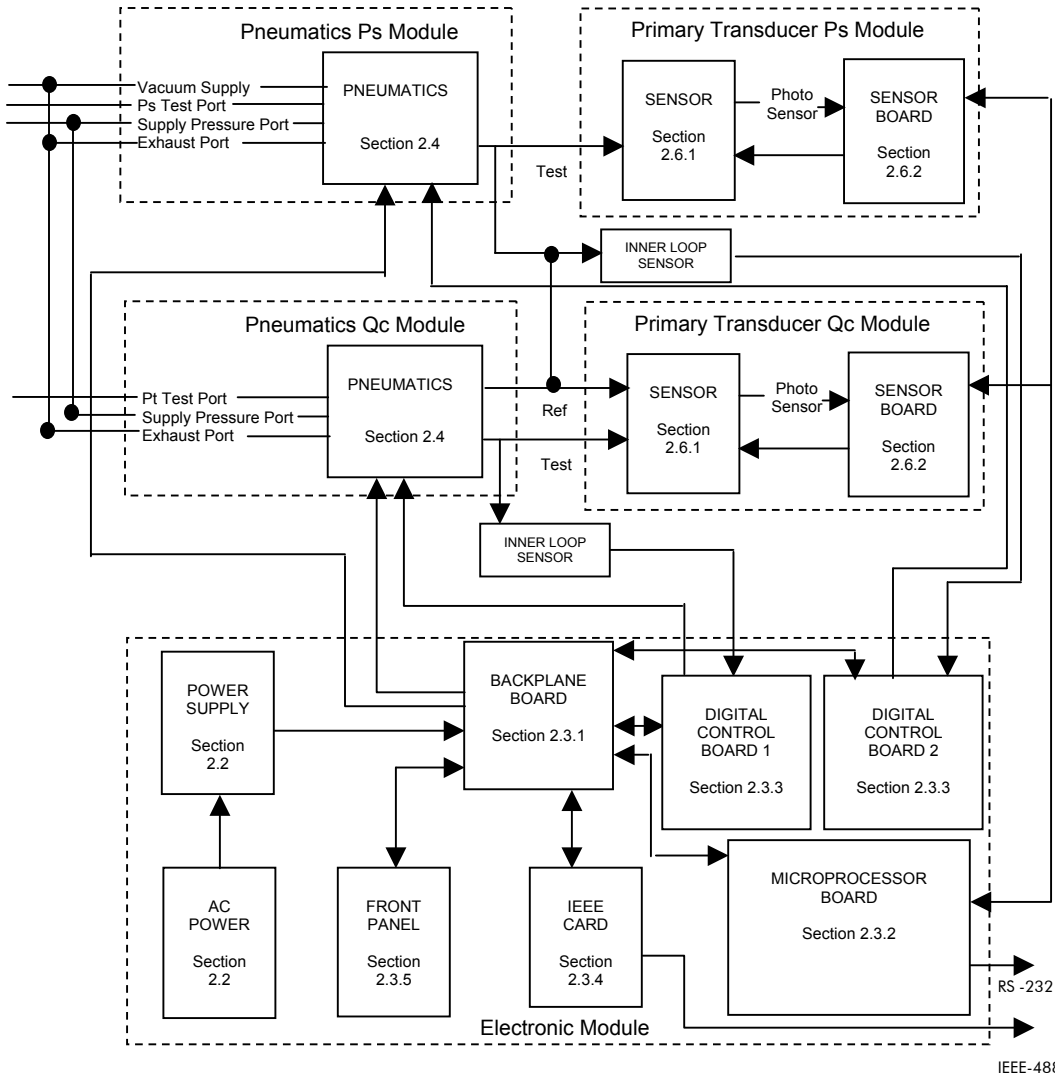 Pneumatics Ps Module
Primary Transducer Ps Module
Vacuum Supply
Ps Test Port
Supply Pressure Port
Exhaust Port
PNEUMATICS
Section 2.4
Test
SENSOR
Section
2.6.1
Photo
Sensor
SENSOR
BOARD
Section
2.6.2
INNER LOOP
SENSOR
Pneumatics Qc Module
Primary Transducer Qc Module
Pt Test Port
Supply Pressure Port
Exhaust Port
PNEUMATICS
Section 2.4
Ref
Test
SENSOR
Section
2.6.1
Photo
Sensor
SENSOR
BOARD
Section
2.6.2
INNER LOOP
SENSOR
POWER
SUPPLY
Section
2.2
BACKPLANE
BOARD
Section 2.3.1
DIGITAL
CONTROL
BOARD 1
Section 2.3.3
DIGITAL
CONTROL
BOARD 2
Section 2.3.3
AC
POWER
Section
2.2
FRONT
PANEL
Section
2.3.5
IEEE
CARD
Section
2.3.4
MICROPROCESSOR
BOARD
Section 2.3.2
RS -232
Electronic Module
IEEE-488